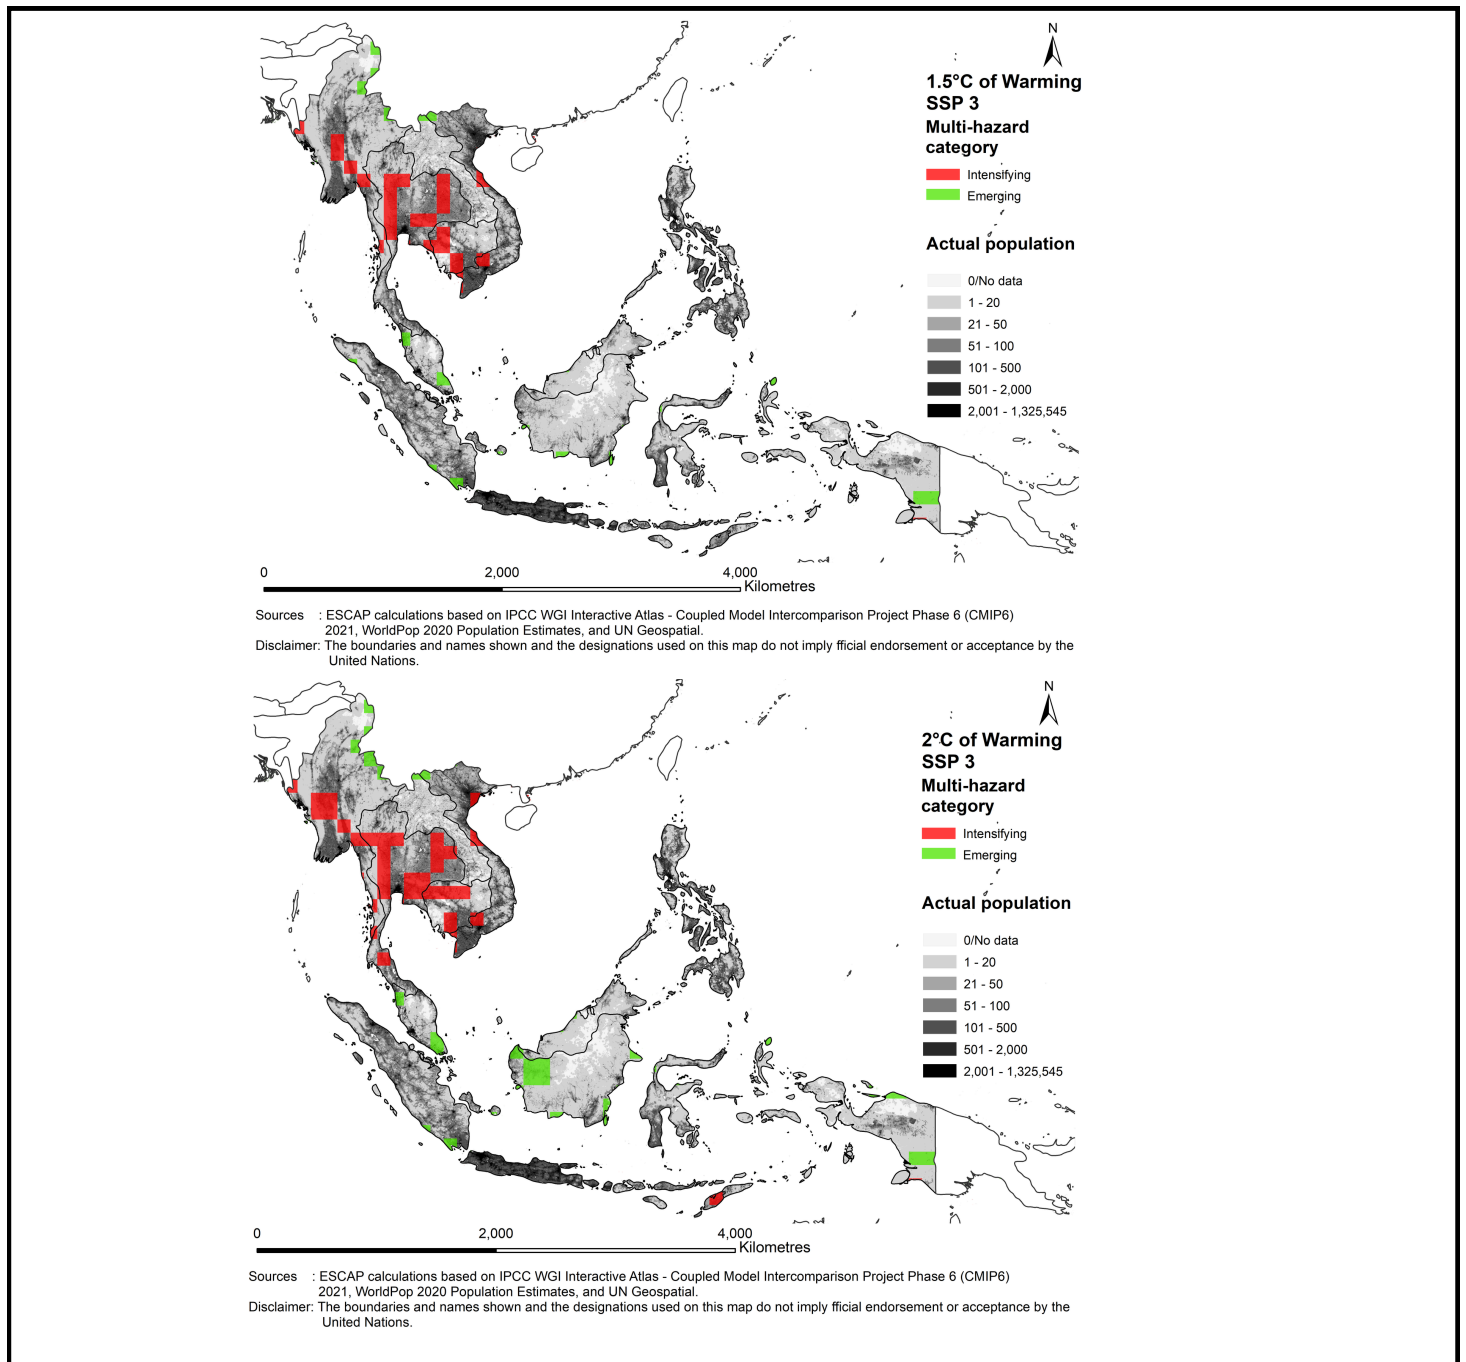 N
1.5°C of Warming
SSP 3
Multi-hazard
category
Intensifying
Emerging
Actual population
0/No data
1 - 20
21 - 50
51 - 100
101 - 500
501 - 2,000
2,001 - 1,325,545
0 2,000 4,000
Kilometres
Sources : ESCAP calculations based on IPCC WGI Interactive Atlas - Coupled Model Intercomparison Project Phase 6 (CMIP6)
2021, WorldPop 2020 Population Estimates, and UN Geospatial.
Disclaimer: The boundaries and names shown and the designations used on this map do not imply fficial endorsement or acceptance by the
United Nations.
N
2°C of Warming
SSP 3
Multi-hazard
category
Intensifying
Emerging
Actual population
0/No data
1 - 20
21 - 50
51 - 100
101 - 500
501 - 2,000
2,001 - 1,325,545
0 2,000 4,000
Kilometres
Sources : ESCAP calculations based on IPCC WGI Interactive Atlas - Coupled Model Intercomparison Project Phase 6 (CMIP6)
2021, WorldPop 2020 Population Estimates, and UN Geospatial.
Disclaimer: The boundaries and names shown and the designations used on this map do not imply fficial endorsement or acceptance by the
United Nations.